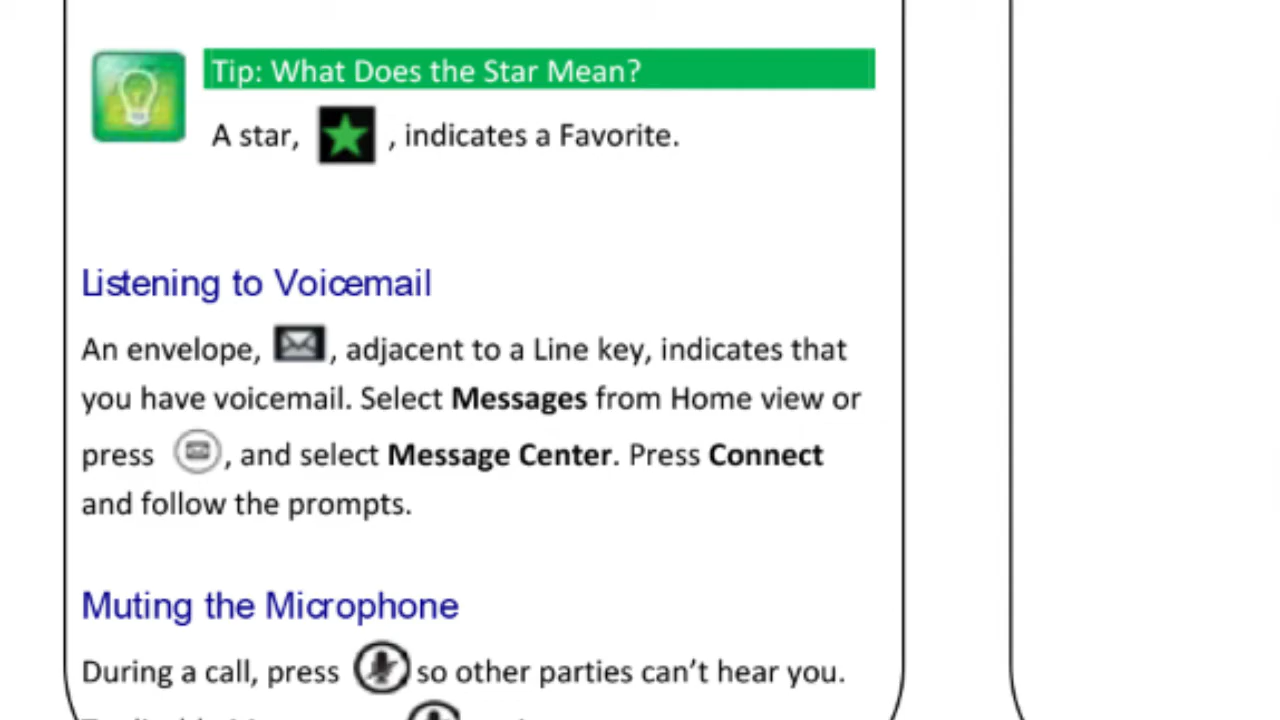 Tip: What Does the Star Mean?
A star, , indicates a Favorite.
Listening to Voicemail
An envelope, , adjacent to a Line key, indicates that
you have voicemail. Select Messages from Home view or
press , and select Message Center. Press Connect
and follow the prompts.
Muting the Microphone
During a call, press so other parties can't hear you.